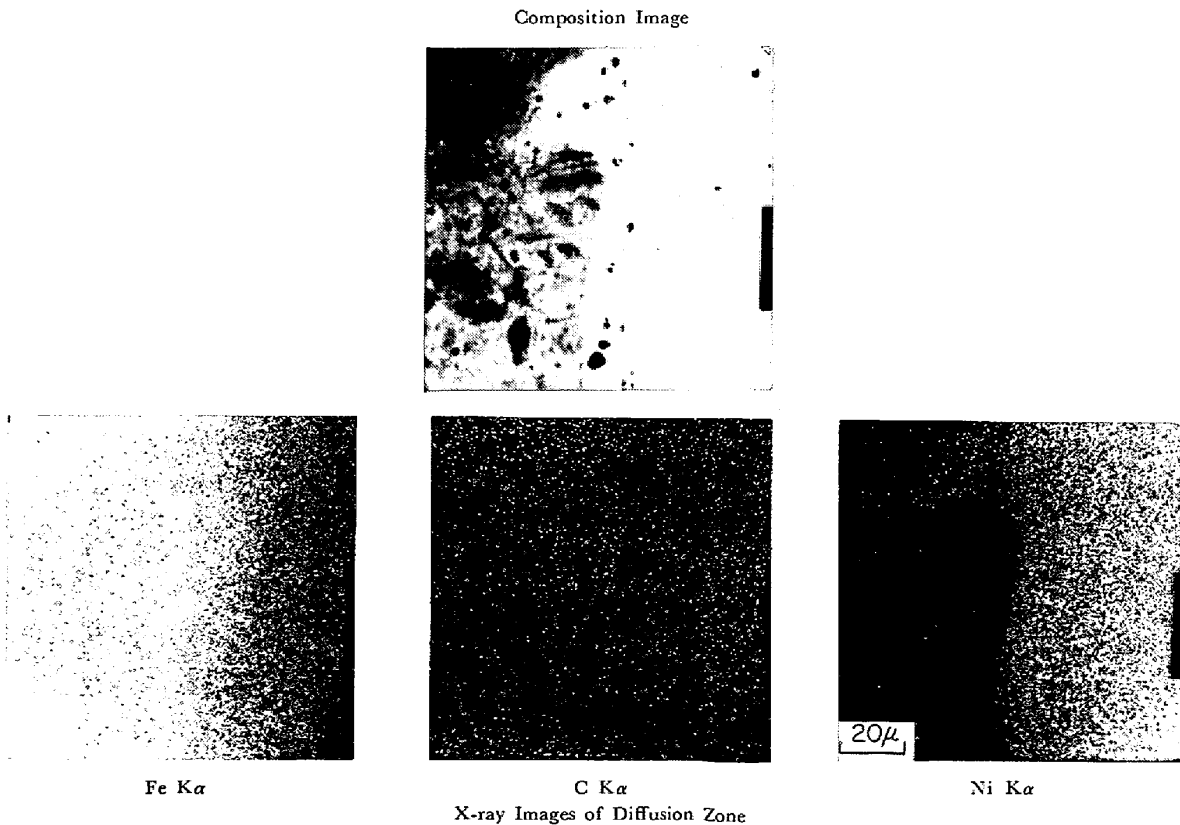 Composition Image
20μ
Fe Kα
C Kα
Ni Kα
X-ray Images of Diffusion Zone